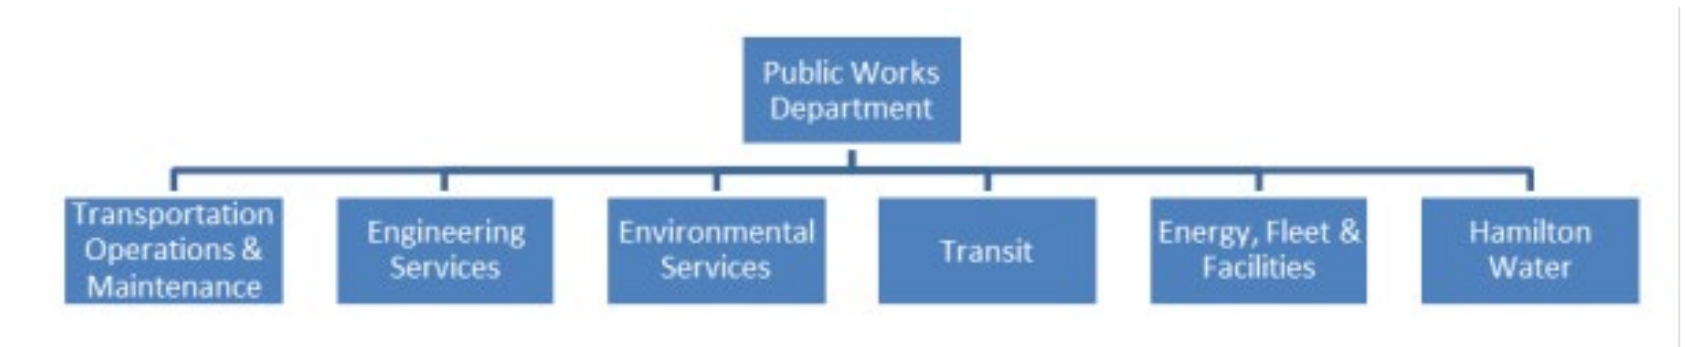 Public Works
Department
Transportation
Operations &
Maintenance
Engineering
Services
Environmental
Services
Transit
Energy, Fleet &
Facilities
Hamilton
Water